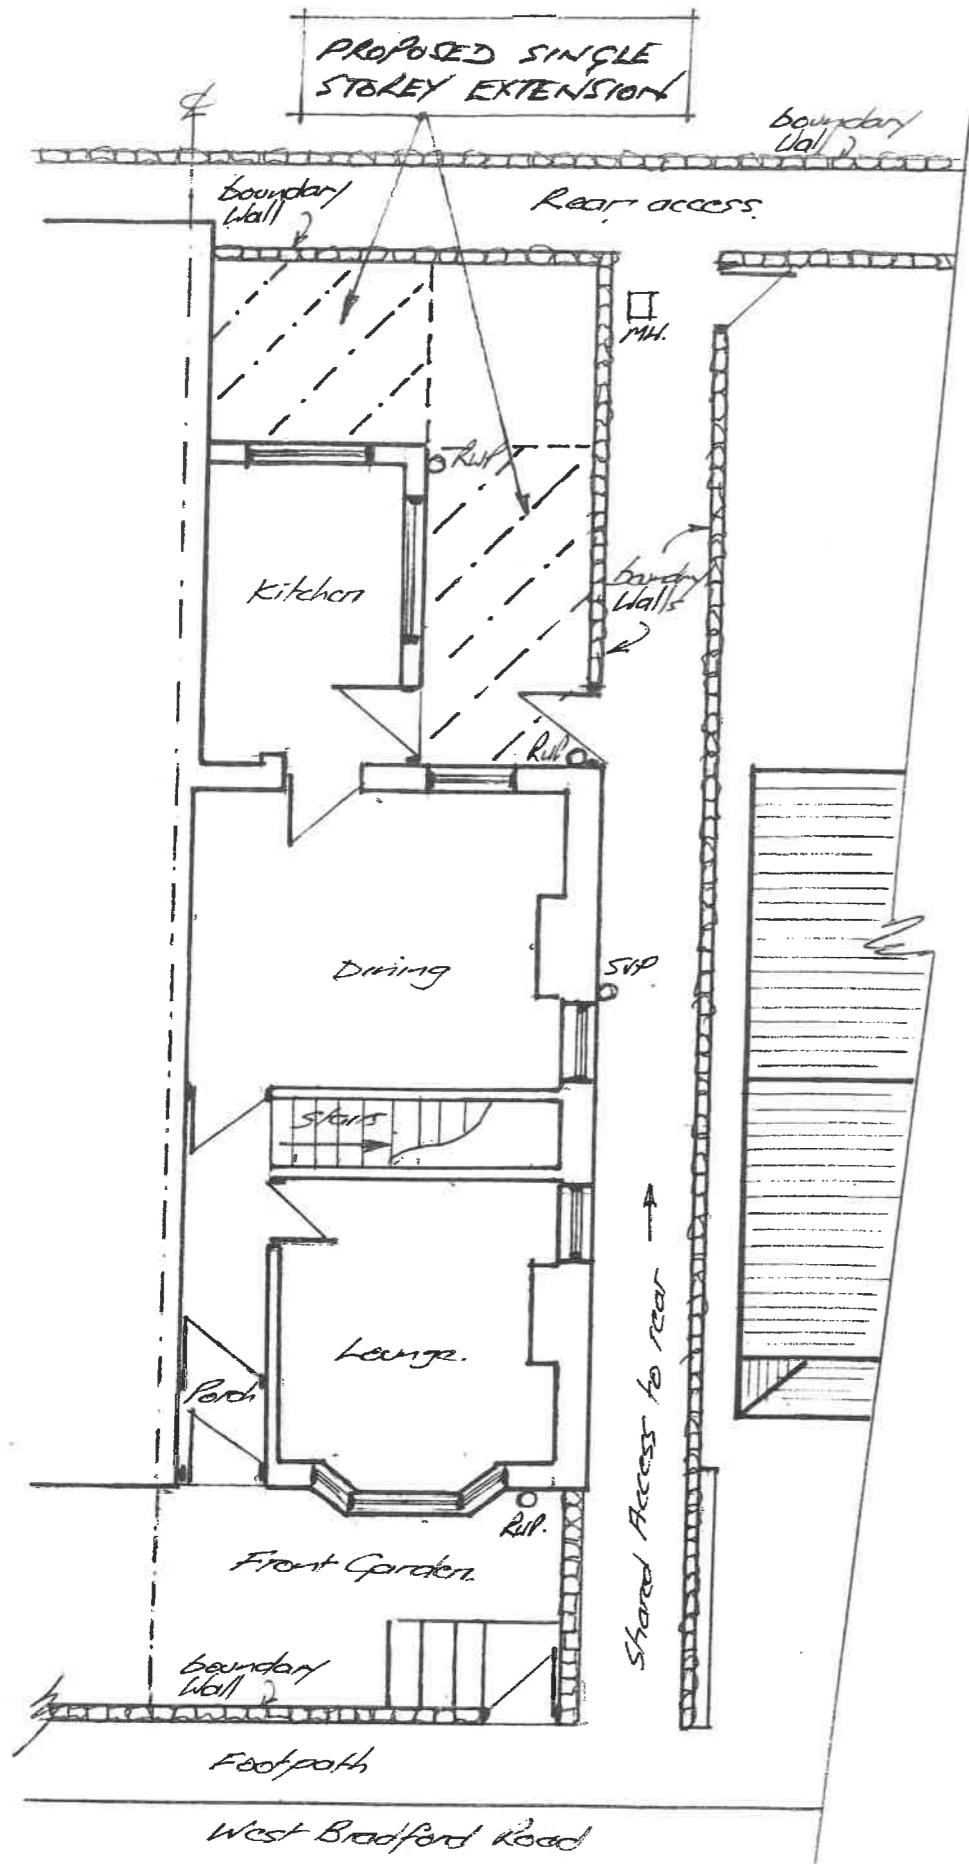 PROPOSED SINGLE
STOREY EXTENSION
℄
boundary
Wall
boundary
Wall
Rear access.
MH.
RWP
Kitchen
boundry
Walls
RWP
Dining
SVP
Stairs
Lounge.
Porch
Shared Access to rear
RWP.
Front Garden.
boundary
Wall
Footpath
West Bradford Road